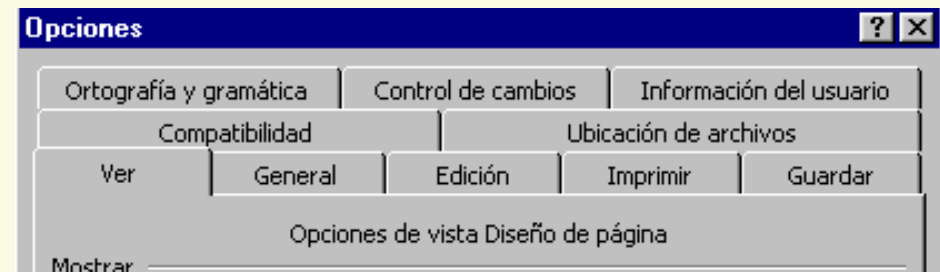 Opciones
Ortografía y gramática Control de cambios Información del usuario
Compatibilidad Ubicación de archivos
Ver General Edición Imprimir Guardar
Opciones de vista Diseño de página
Mostrar